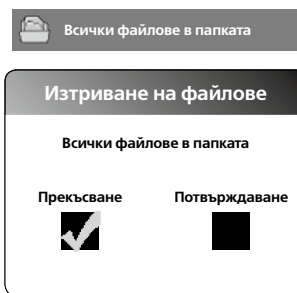 Всички файлове в папката
Изтриване на файлове
Всички файлове в папката
Прекъсване Потвърждаване